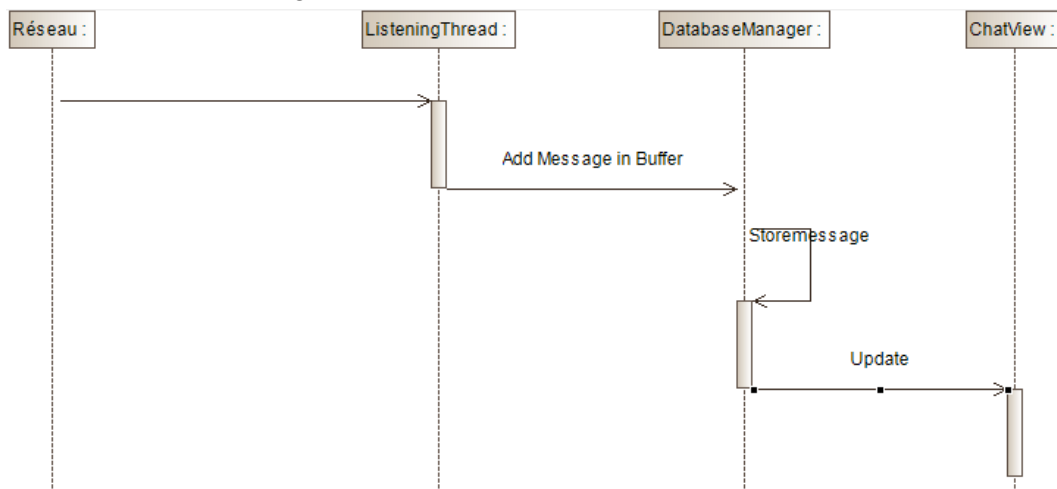 Réseau :
ListeningThread :
DatabaseManager :
ChatView :
Add Message in Buffer
Storemessage
Update